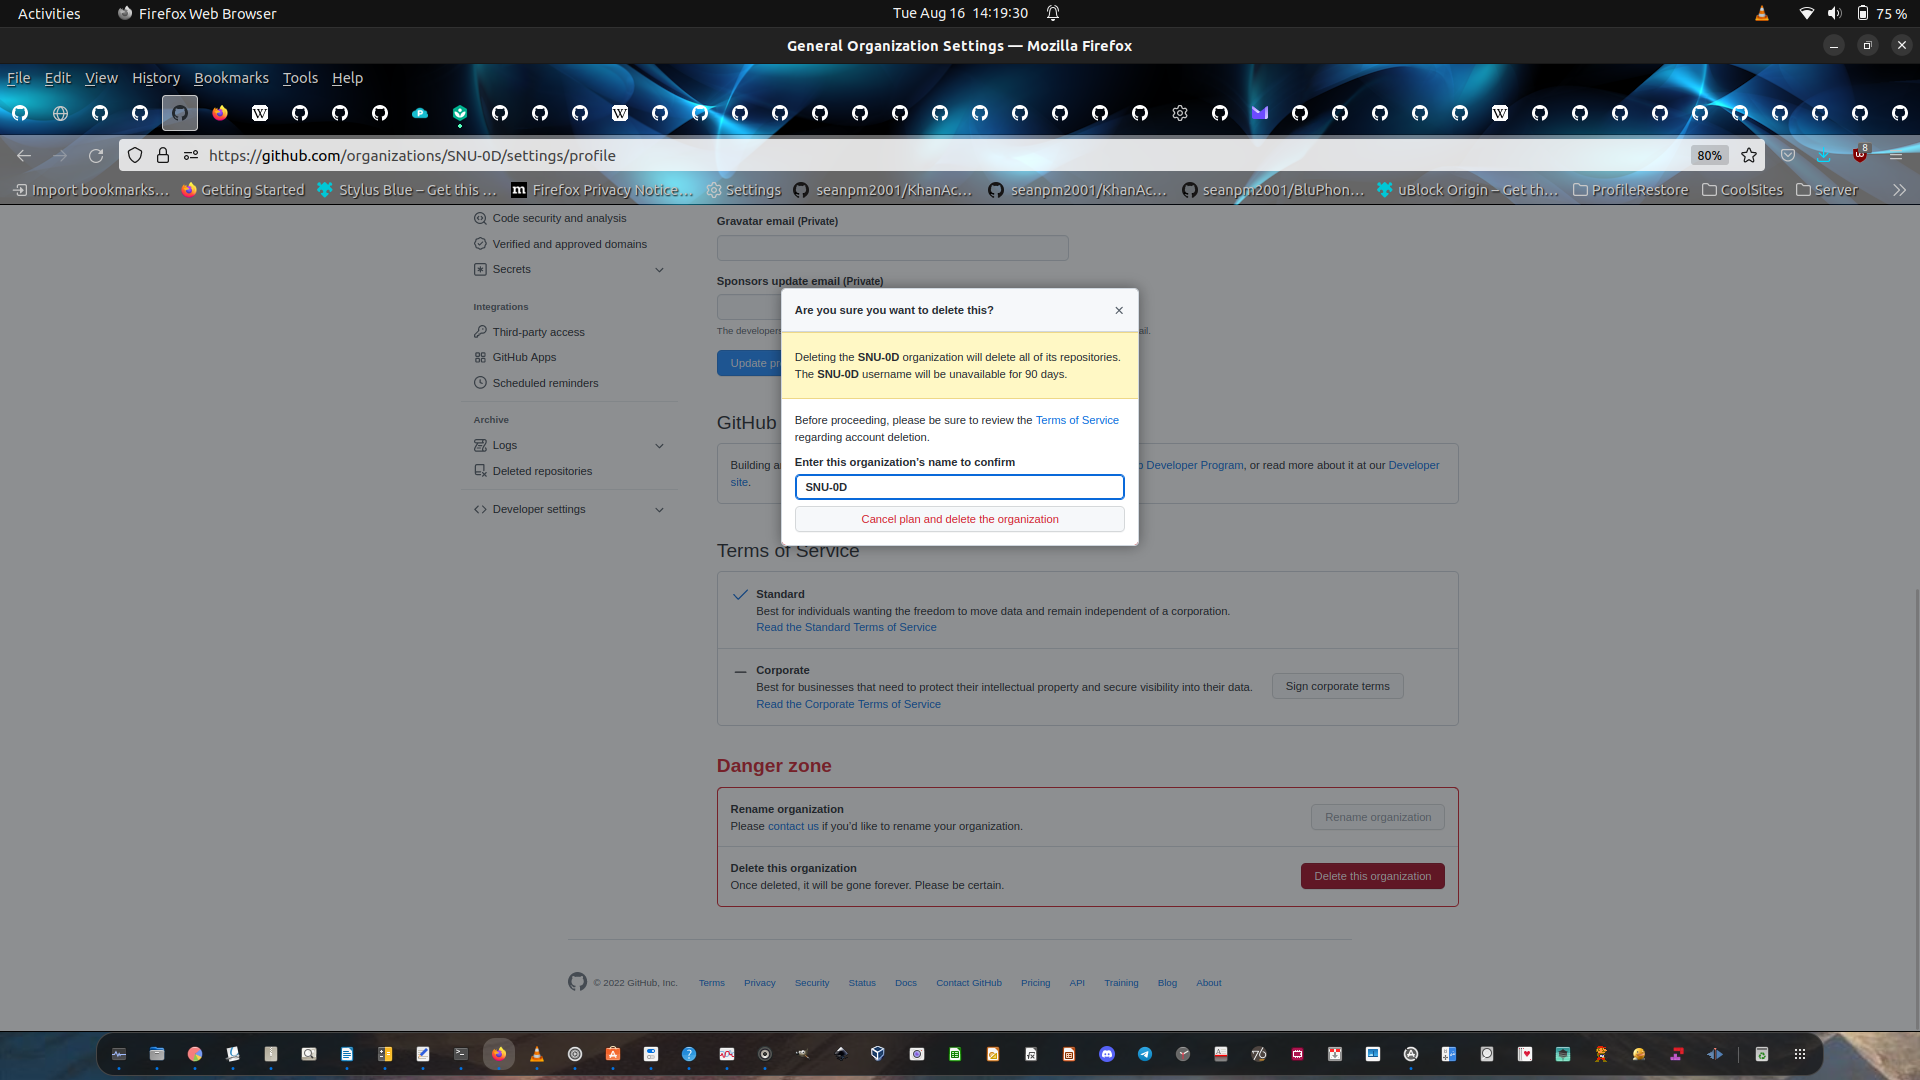 Activities
Firefox Web Browser
Tue Aug 16 14:19:30
75 %
General Organization Settings — Mozilla Firefox
File Edit View History Bookmarks Tools Help
https://github.com/organizations/SNU-0D/settings/profile
80%
8
Import bookmarks…
Getting Started
Stylus Blue – Get this …
Firefox Privacy Notice…
Settings
seanpm2001/KhanAc…
seanpm2001/KhanAc…
seanpm2001/BluPhon…
uBlock Origin – Get th…
ProfileRestore
CoolSites
Server
Code security and analysis
Verified and approved domains
Secrets
Integrations
Third-party access
GitHub Apps
Scheduled reminders
Archive
Logs
Deleted repositories
Developer settings
Gravatar email (Private)
Sponsors update email (Private)
The developer
ail.
Update pr
Are you sure you want to delete this?
Deleting the SNU-0D organization will delete all of its repositories.
The SNU-0D username will be unavailable for 90 days.
Before proceeding, please be sure to review the Terms of Service
regarding account deletion.
Enter this organization’s name to confirm
SNU-0D
Cancel plan and delete the organization
GitHub
Building a
Developer Program, or read more about it at our Developer
site.
Terms of Service
Standard
Best for individuals wanting the freedom to move data and remain independent of a corporation.
Read the Standard Terms of Service
Corporate
Best for businesses that need to protect their intellectual property and secure visibility into their data.
Read the Corporate Terms of Service
Sign corporate terms
Danger zone
Rename organization
Please contact us if you’d like to rename your organization.
Rename organization
Delete this organization
Once deleted, it will be gone forever. Please be certain.
Delete this organization
© 2022 GitHub, Inc.
Terms
Privacy
Security
Status
Docs
Contact GitHub
Pricing
API
Training
Blog
About